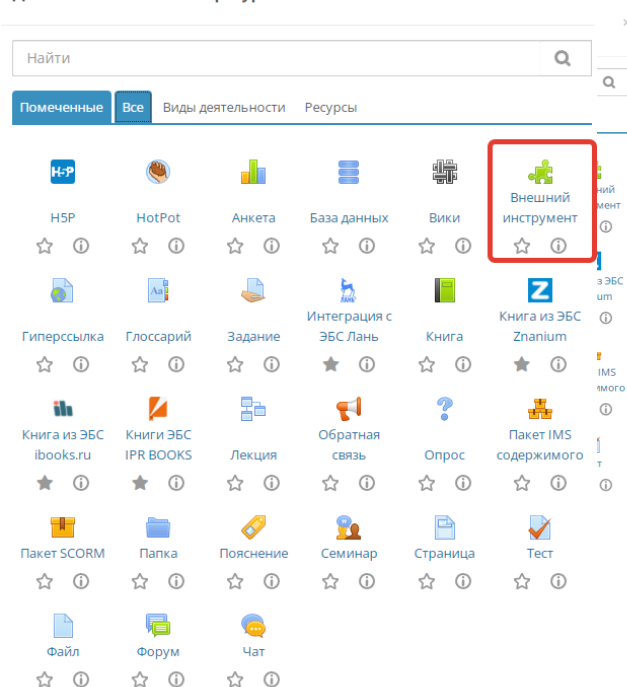 Найти
Помеченные Все Виды деятельности Ресурсы
H5P HotPot Анкета База данных Вики Внешний
инструмент
Гиперссылка Глоссарий Задание Интеграция с
ЭБС Лань Книга Книга из ЭБС
Znanium
Книга из ЭБС
ibooks.ru Книги ЭБС
IPR BOOKS Лекция Обратная
связь Опрос Пакет IMS
содержимого
Пакет SCORM Папка Пояснение Семинар Страница Тест
Файл Форум Чат